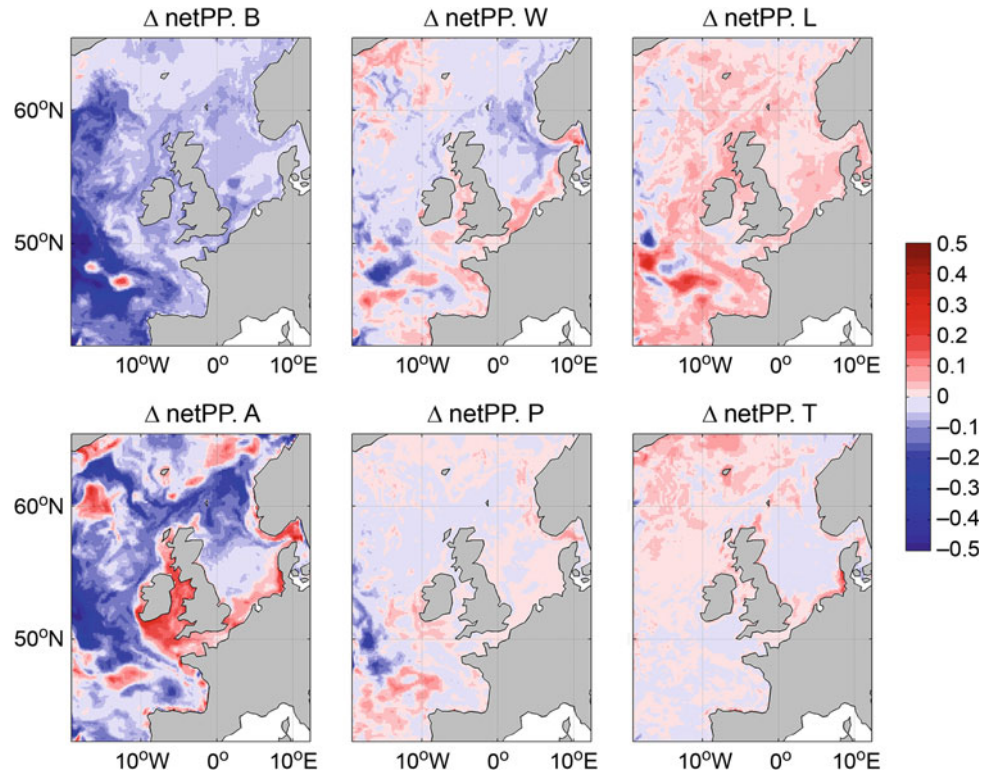 Δ netPP. B
Δ netPP. W
Δ netPP. L
60°N
50°N
10°W 0° 10°E
10°W 0° 10°E
10°W 0° 10°E
0.5
0.4
0.3
0.2
0.1
0
−0.1
−0.2
−0.3
−0.4
−0.5
Δ netPP. A
Δ netPP. P
Δ netPP. T
60°N
50°N
10°W 0° 10°E
10°W 0° 10°E
10°W 0° 10°E